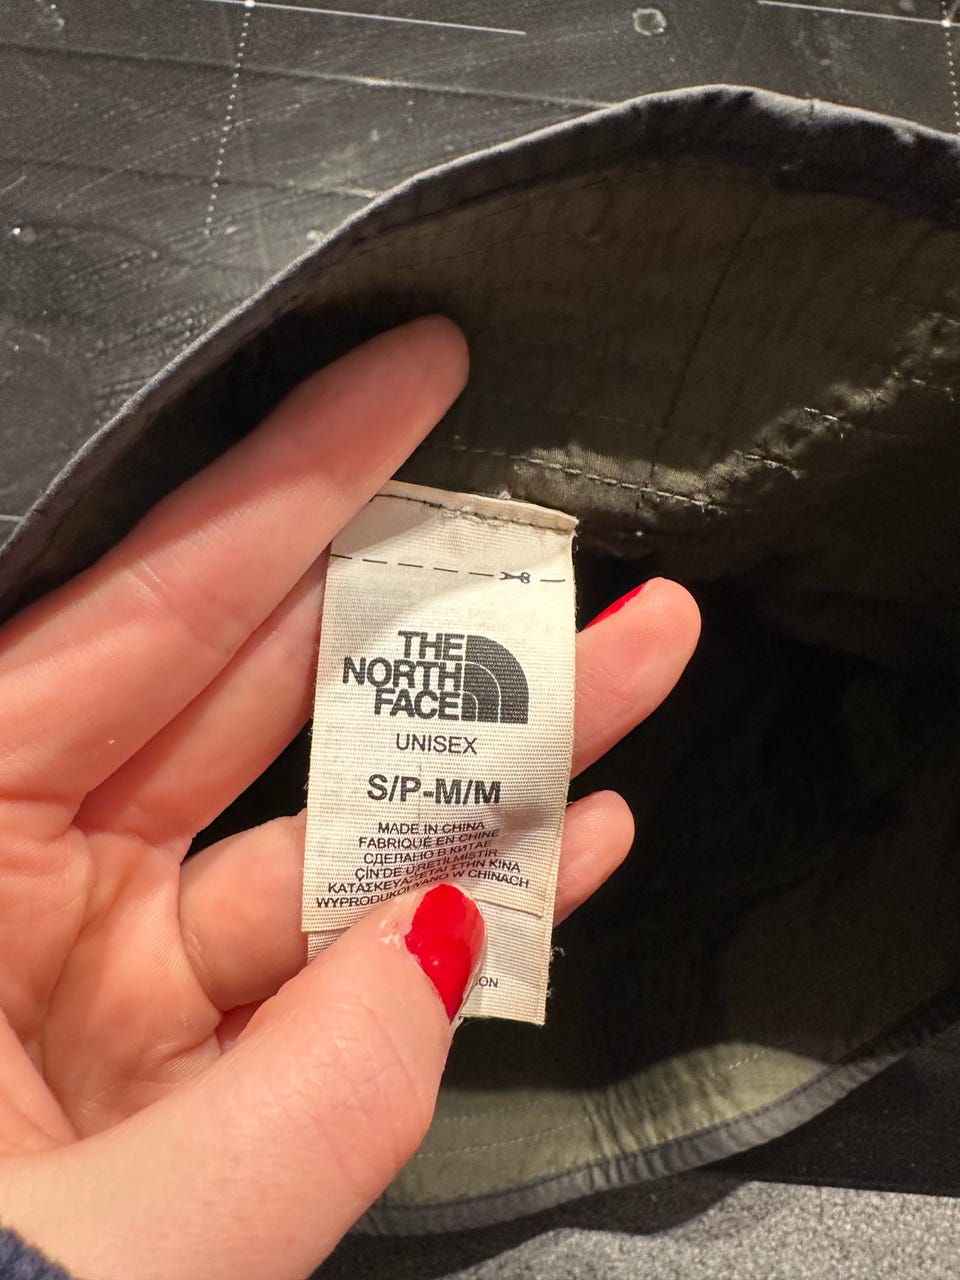 THE
NORTH
FACE
UNISEX
S/P-M/M
MADE IN CHINA
FABRIQUÉ EN CHINE
СДЕЛАНО В КИТАЕ
ÇİN'DE ÜRETİLMİŞTİR
ΚΑΤΑΣΚΕΥΑΖΕΤΑΙ ΣΤΗΝ ΚΙΝΑ
WYPRODUKOWANO W CHINACH